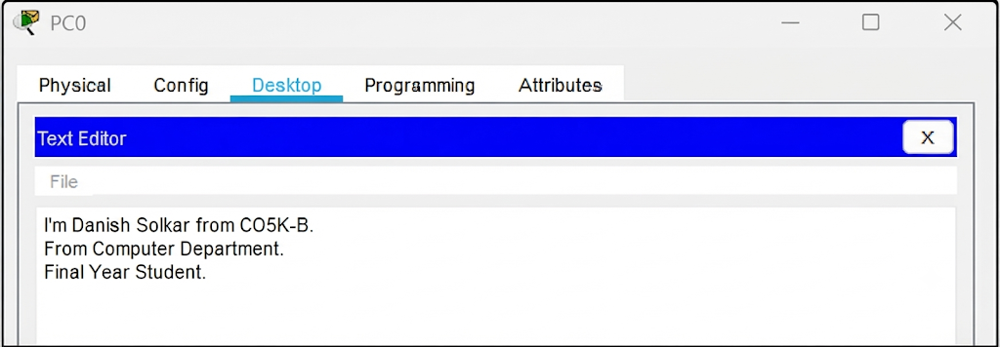 PC0
Physical Config Desktop Programming Attributes
Text Editor X
File
I'm Danish Solkar from CO5K-B.
From Computer Department.
Final Year Student.